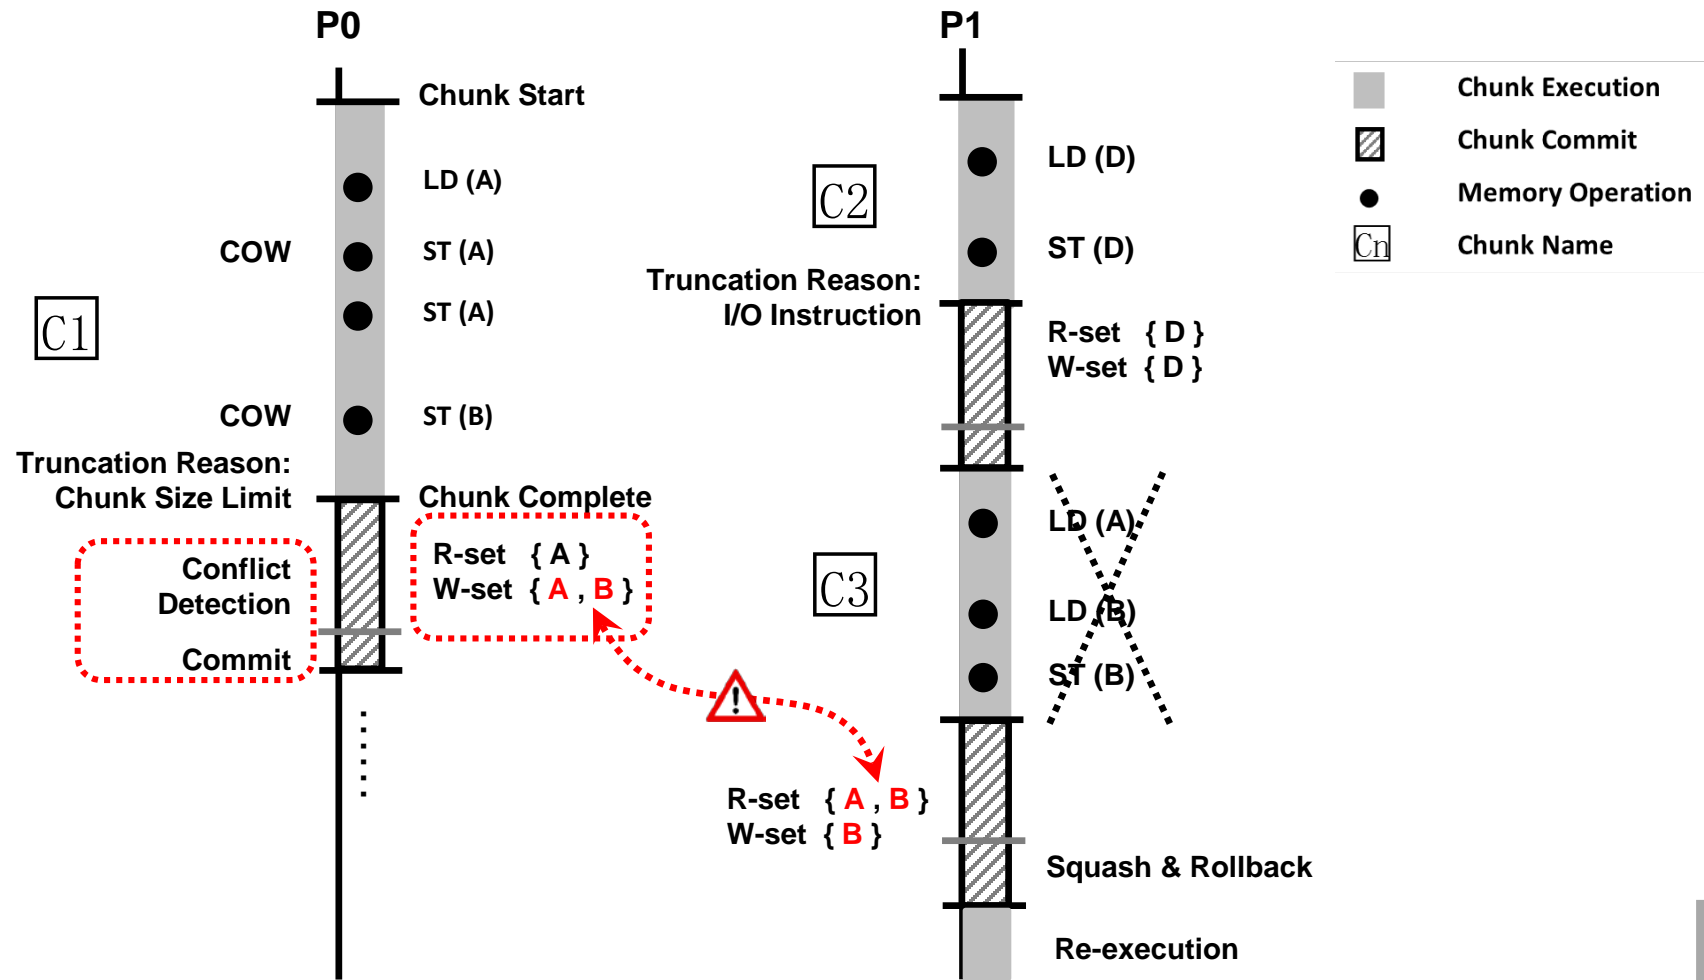 P0
P1
Chunk Start
LD (A)
COW
ST (A)
ST (A)
C1
COW
ST (B)
Truncation Reason:
Chunk Size Limit
Chunk Complete
R-set { A }
W-set { A , B }
Conflict
Detection
Commit
C2
LD (D)
ST (D)
Truncation Reason:
I/O Instruction
R-set { D }
W-set { D }
C3
LD (A)
LD (B)
ST (B)
R-set { A , B }
W-set { B }
Squash & Rollback
Re-execution
Chunk Execution
Chunk Commit
Memory Operation
Cn Chunk Name